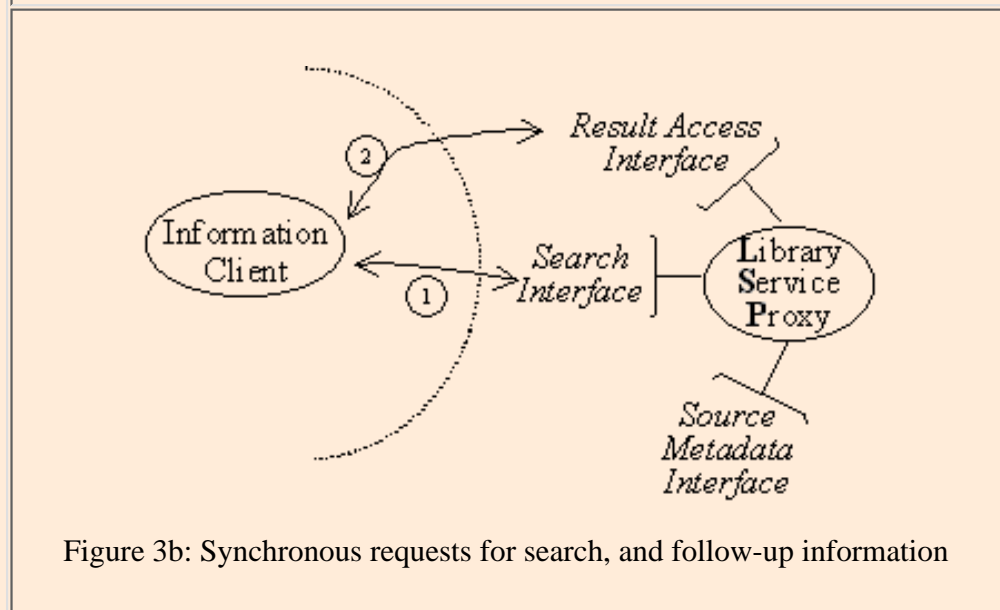 2
Result Access
Interface
Information
Client
Search
Interface
1
Library
Service
Proxy
Source
Metadata
Interface
Figure 3b: Synchronous requests for search, and follow-up information